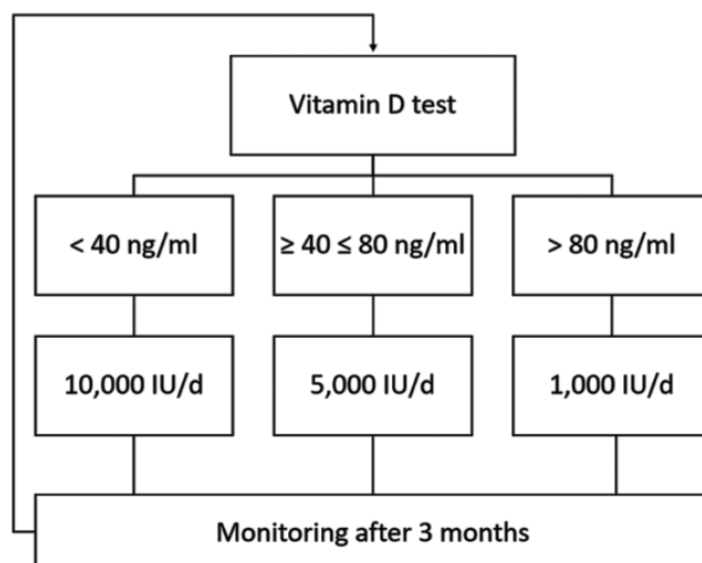 Vitamin D test
< 40 ng/ml
≥ 40 ≤ 80 ng/ml
> 80 ng/ml
10,000 IU/d
5,000 IU/d
1,000 IU/d
Monitoring after 3 months